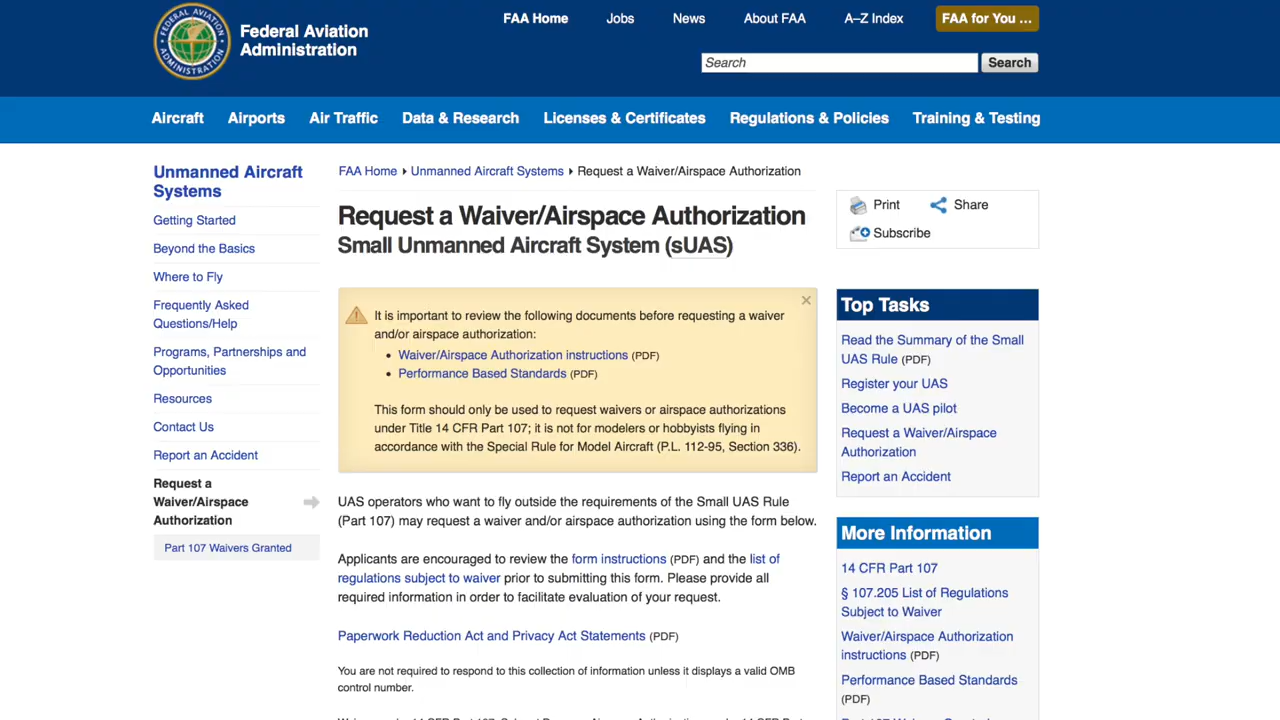 Federal Aviation
Administration
FAA Home Jobs News About FAA A–Z Index FAA for You ...
Search Search
Aircraft Airports Air Traffic Data & Research Licenses & Certificates Regulations & Policies Training & Testing
Unmanned Aircraft
Systems
Getting Started
Beyond the Basics
Where to Fly
Frequently Asked
Questions/Help
Programs, Partnerships and
Opportunities
Resources
Contact Us
Report an Accident
Request a
Waiver/Airspace
Authorization
Part 107 Waivers Granted
FAA Home Unmanned Aircraft Systems Request a Waiver/Airspace Authorization
Request a Waiver/Airspace Authorization
Small Unmanned Aircraft System (sUAS)
It is important to review the following documents before requesting a waiver
and/or airspace authorization:
• Waiver/Airspace Authorization instructions (PDF)
• Performance Based Standards (PDF)
This form should only be used to request waivers or airspace authorizations
under Title 14 CFR Part 107; it is not for modelers or hobbyists flying in
accordance with the Special Rule for Model Aircraft (P.L. 112-95, Section 336).
UAS operators who want to fly outside the requirements of the Small UAS Rule
(Part 107) may request a waiver and/or airspace authorization using the form below.
Applicants are encouraged to review the form instructions (PDF) and the list of
regulations subject to waiver prior to submitting this form. Please provide all
required information in order to facilitate evaluation of your request.
Paperwork Reduction Act and Privacy Act Statements (PDF)
You are not required to respond to this collection of information unless it displays a valid OMB
control number.
Print Share
Subscribe
Top Tasks
Read the Summary of the Small
UAS Rule (PDF)
Register your UAS
Become a UAS pilot
Request a Waiver/Airspace
Authorization
Report an Accident
More Information
14 CFR Part 107
§ 107.205 List of Regulations
Subject to Waiver
Waiver/Airspace Authorization
instructions (PDF)
Performance Based Standards
(PDF)